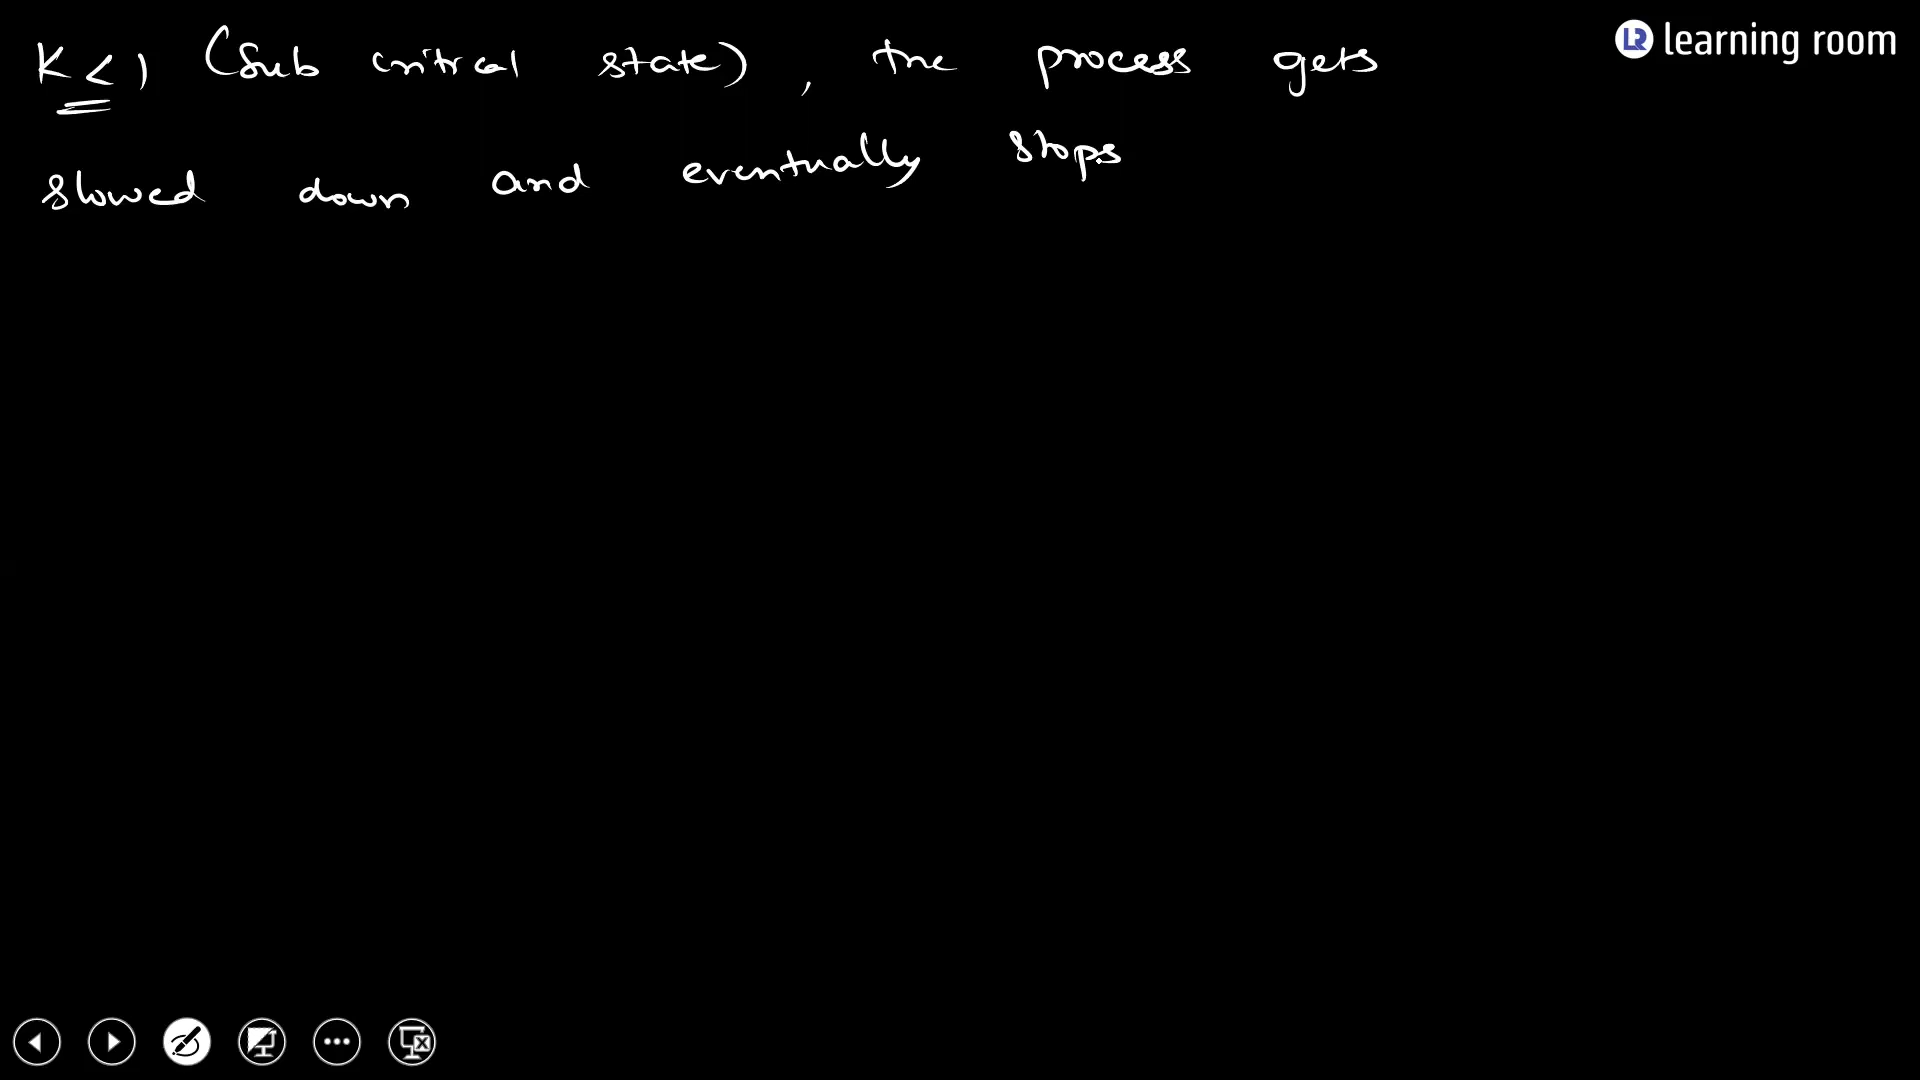 learning room
K < 1 (Sub critical state), the process gets
slowed down and eventually stops